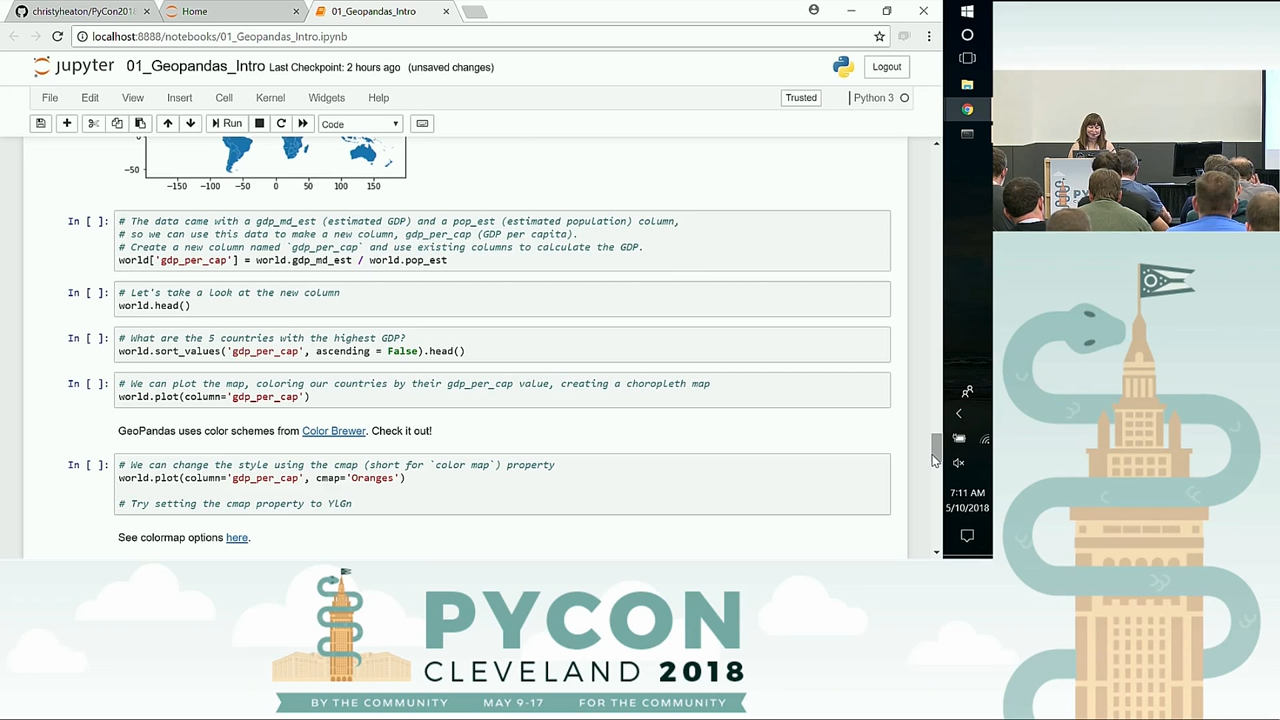 christyheaton/PyCon201
Home
01_Geopandas_Intro
localhost:8888/notebooks/01_Geopandas_Intro.ipynb
jupyter 01_Geopandas_Intro Last Checkpoint: 2 hours ago (unsaved changes)
Logout
File Edit View Insert Cell Kernel Widgets Help
Trusted
Python 3
Run
Code
0
−50
−150 −100 −50 0 50 100 150
In [ ]:
# The data came with a gdp_md_est (estimated GDP) and a pop_est (estimated population) column,
# so we can use this data to make a new column, gdp_per_cap (GDP per capita).
# Create a new column named `gdp_per_cap` and use existing columns to calculate the GDP.
world['gdp_per_cap'] = world.gdp_md_est / world.pop_est
In [ ]:
# Let's take a look at the new column
world.head()
In [ ]:
# What are the 5 countries with the highest GDP?
world.sort_values('gdp_per_cap', ascending = False).head()
In [ ]:
# We can plot the map, coloring our countries by their gdp_per_cap value, creating a choropleth map
world.plot(column='gdp_per_cap')
GeoPandas uses color schemes from Color Brewer. Check it out!
In [ ]:
# We can change the style using the cmap (short for `color map`) property
world.plot(column='gdp_per_cap', cmap='Oranges')
# Try setting the cmap property to YlGn
See colormap options here.
7:11 AM
5/10/2018
PYCON
CLEVELAND 2018
BY THE COMMUNITY MAY 9-17 FOR THE COMMUNITY